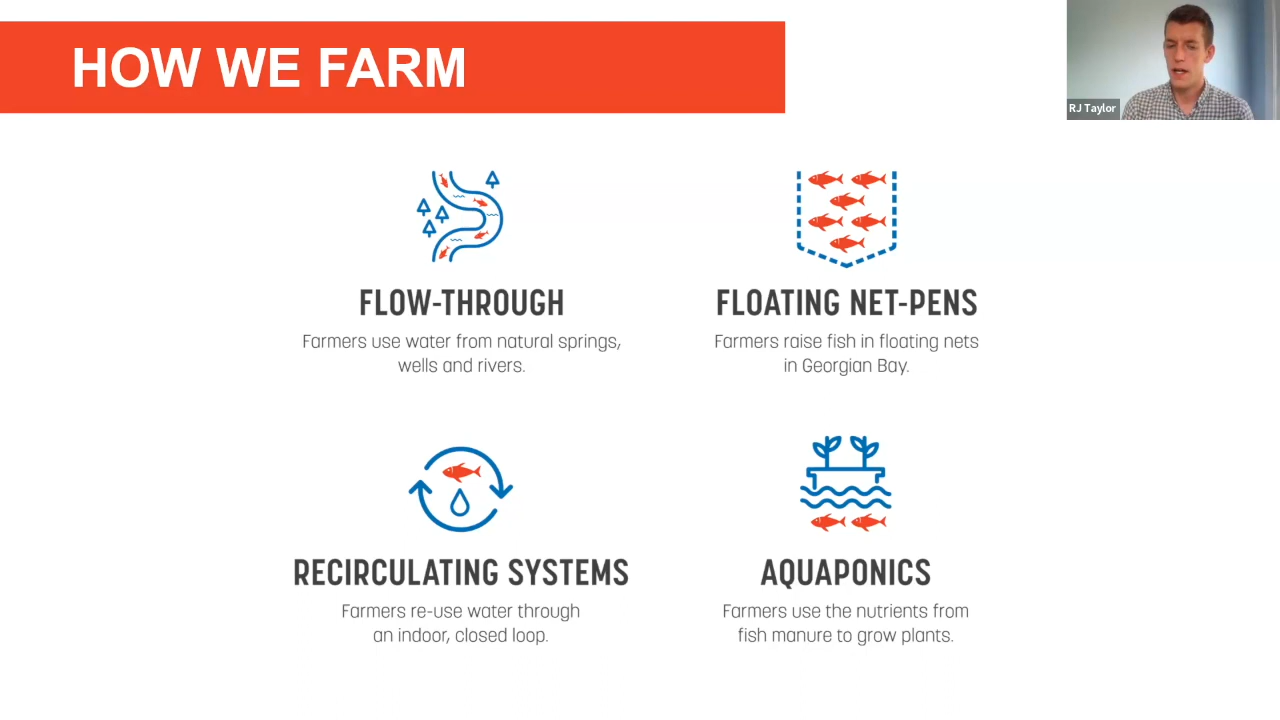 HOW WE FARM
RJ Taylor
FLOW-THROUGH
Farmers use water from natural springs,
wells and rivers.
FLOATING NET-PENS
Farmers raise fish in floating nets
in Georgian Bay.
RECIRCULATING SYSTEMS
Farmers re-use water through
an indoor, closed loop.
AQUAPONICS
Farmers use the nutrients from
fish manure to grow plants.